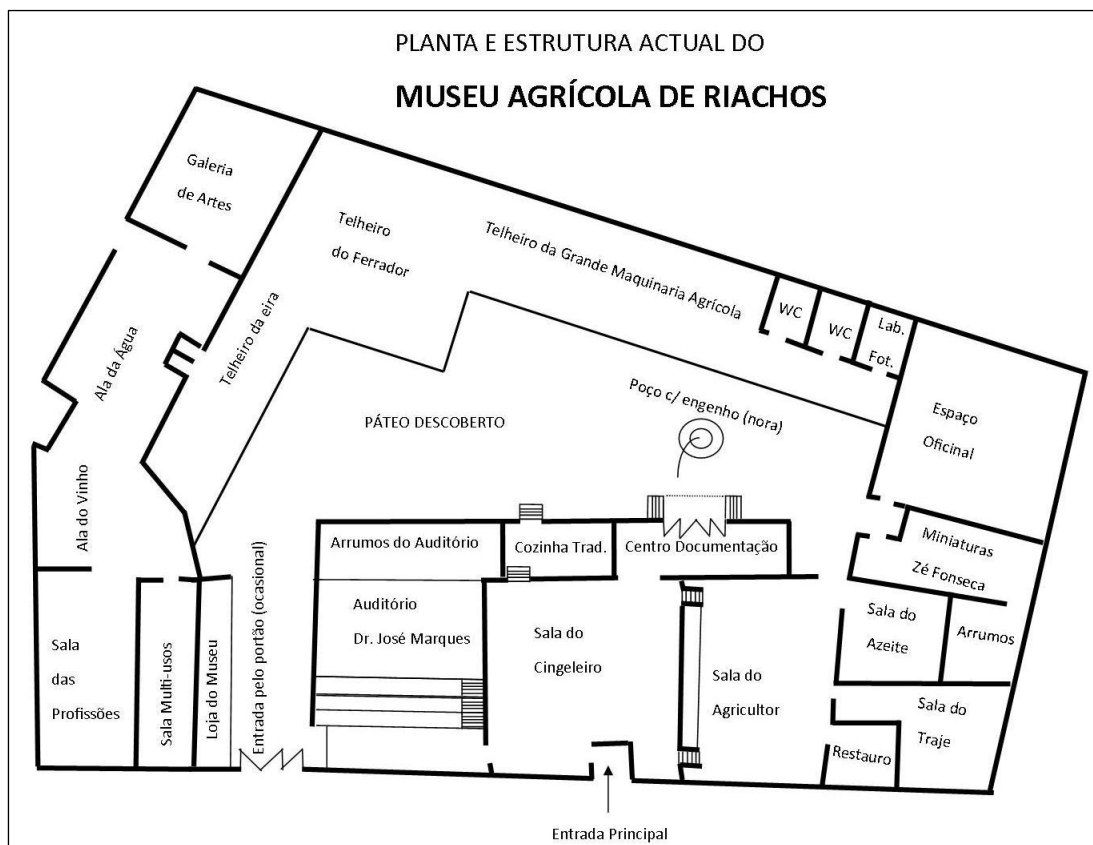 PLANTA E ESTRUTURA ACTUAL DO
MUSEU AGRÍCOLA DE RIACHOS
Galeria
de Artes
Telheiro
do Ferrador
Telheiro da Grande Maquinaria Agrícola
WC
WC
Lab.
Fot.
Telheiro da eira
Ala da Água
Poço c/ engenho (nora)
Espaço
Oficinal
PÁTEO DESCOBERTO
Ala do Vinho
Arrumos do Auditório
Cozinha Trad.
Centro Documentação
Miniaturas
Zé Fonseca
Auditório
Dr. José Marques
Sala do
Cingeleiro
Sala do
Azeite
Arrumos
Sala
das
Profissões
Sala Multi-usos
Loja do Museu
Entrada pelo portão (ocasional)
Sala do
Agricultor
Sala do
Traje
Restauro
Entrada Principal